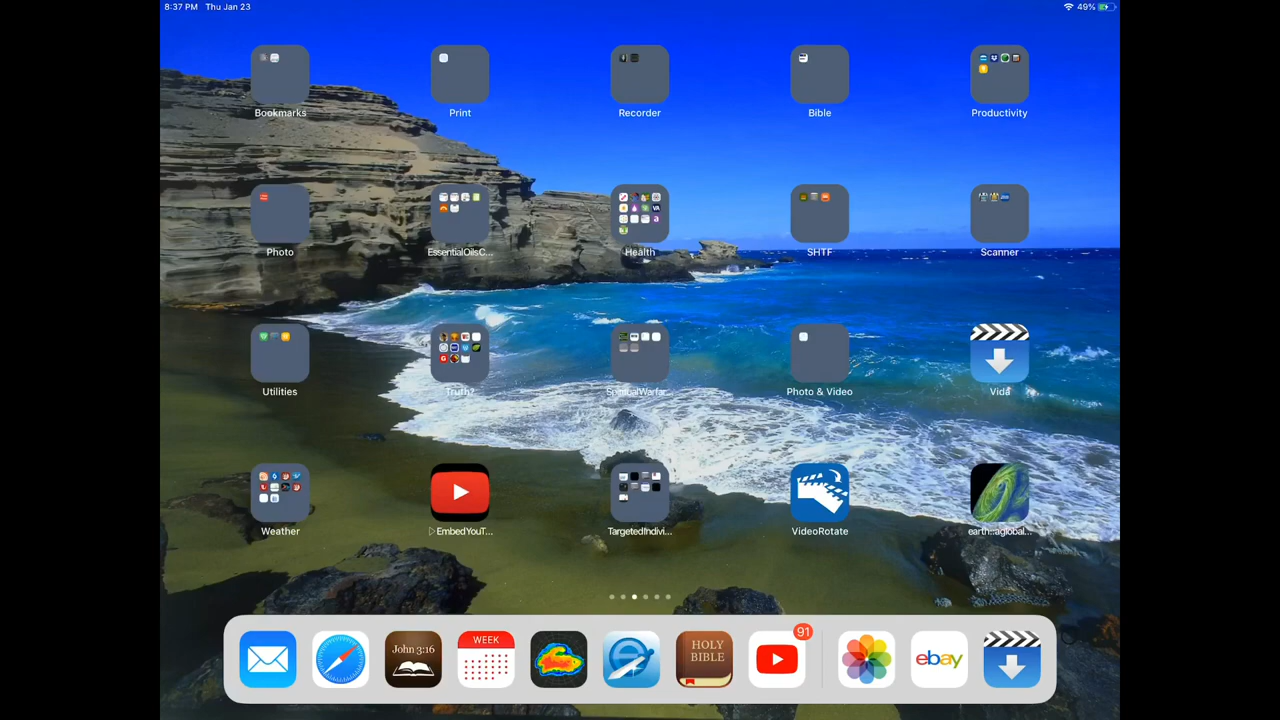 8:37 PM Thu Jan 23
49%
Bookmarks
Print
Recorder
Bible
Productivity
Photo
EssentialOilsC...
Health
SHTF
Scanner
Utilities
Truth?
SpiritualWarfar...
Photo & Video
Vida
Weather
▷EmbedYouT...
TargetedIndivi...
VideoRotate
earth::aglobal...
John 3:16
WEEK
HOLY
BIBLE
91
ebay